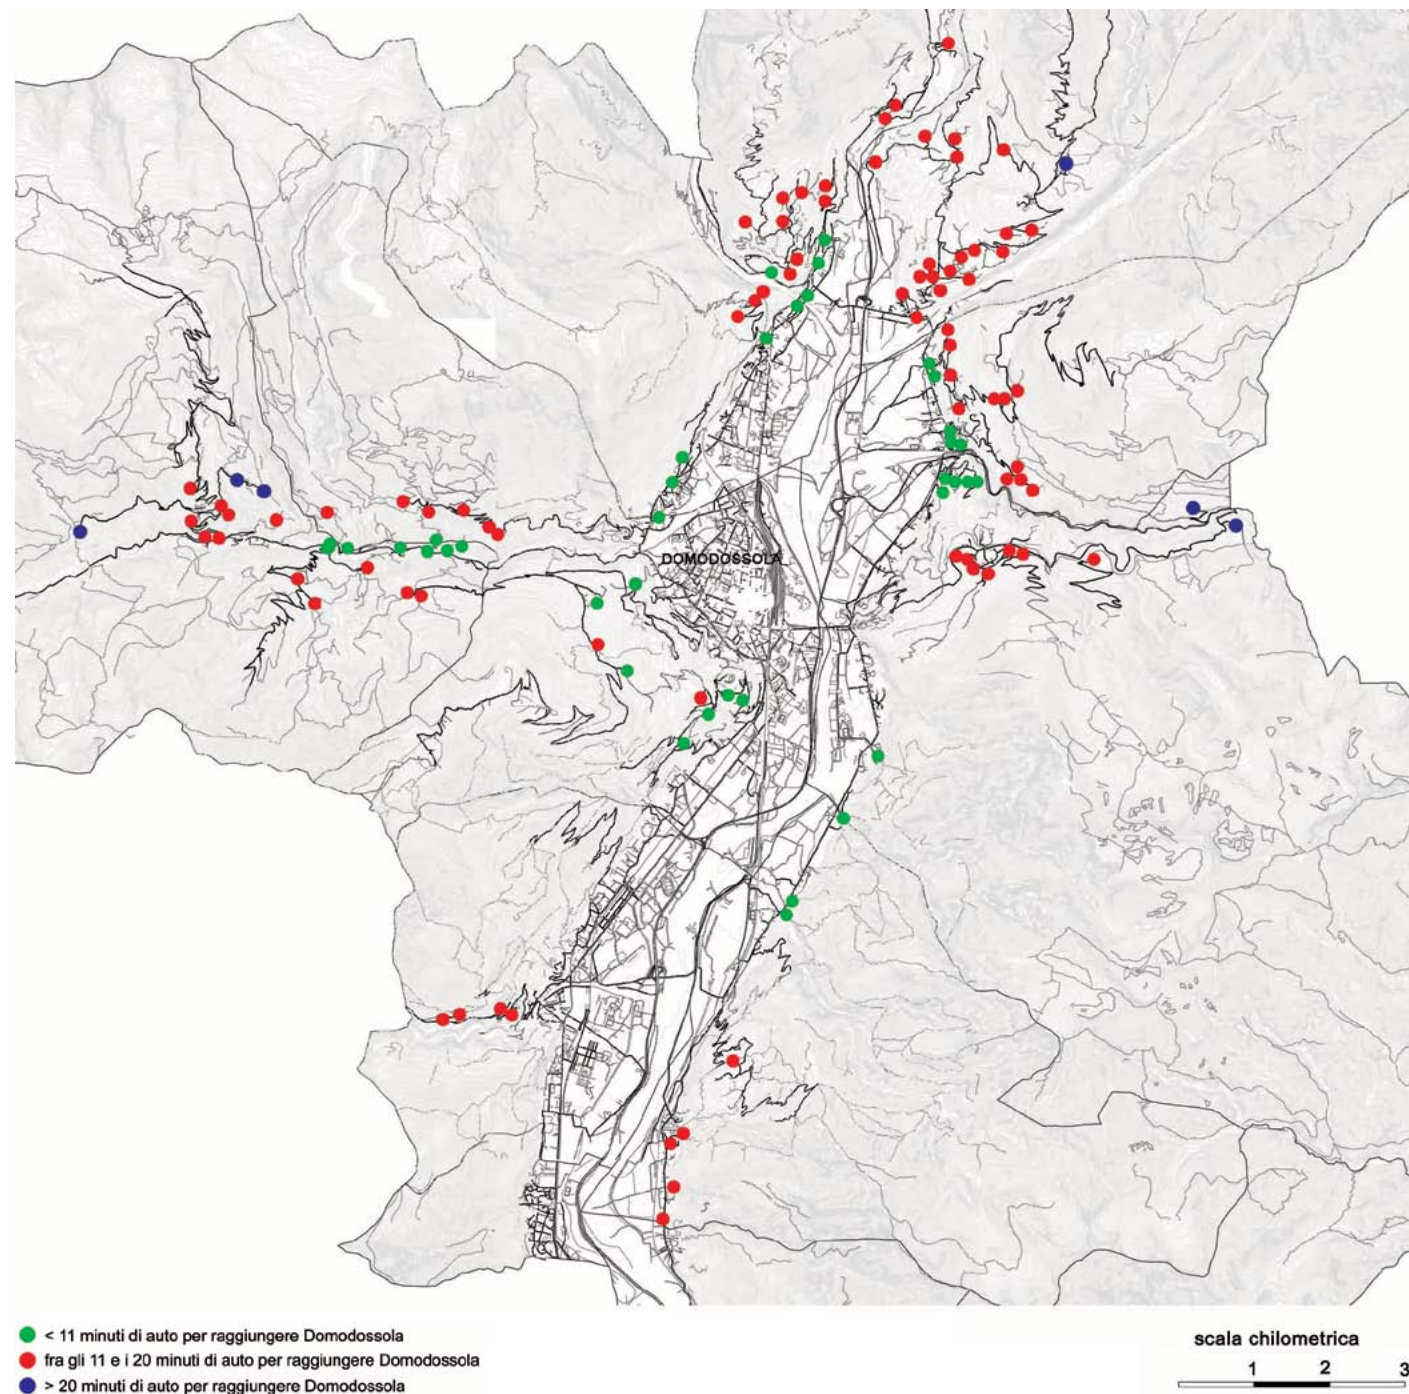 DOMODOSSOLA
< 11 minuti di auto per raggiungere Domodossola
fra gli 11 e i 20 minuti di auto per raggiungere Domodossola
> 20 minuti di auto per raggiungere Domodossola
scala chilometrica
1 2 3